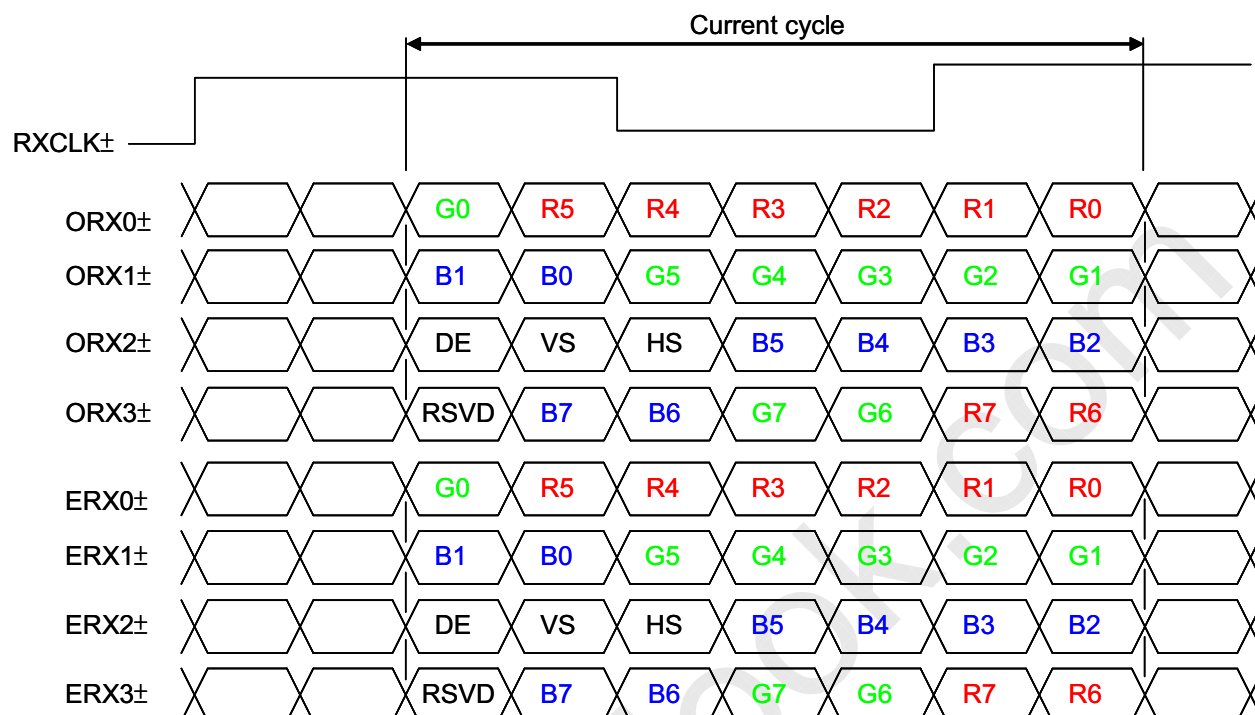 Current cycle
RXCLK±
ORX0± G0 R5 R4 R3 R2 R1 R0
ORX1± B1 B0 G5 G4 G3 G2 G1
ORX2± DE VS HS B5 B4 B3 B2
ORX3± RSVD B7 B6 G7 G6 R7 R6
ERX0± G0 R5 R4 R3 R2 R1 R0
ERX1± B1 B0 G5 G4 G3 G2 G1
ERX2± DE VS HS B5 B4 B3 B2
ERX3± RSVD B7 B6 G7 G6 R7 R6
ook.com